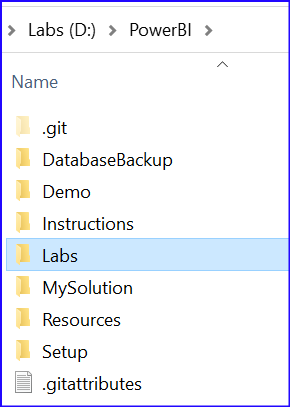 Labs (D:) PowerBI
Name
.git
DatabaseBackup
Demo
Instructions
Labs
MySolution
Resources
Setup
.gitattributes